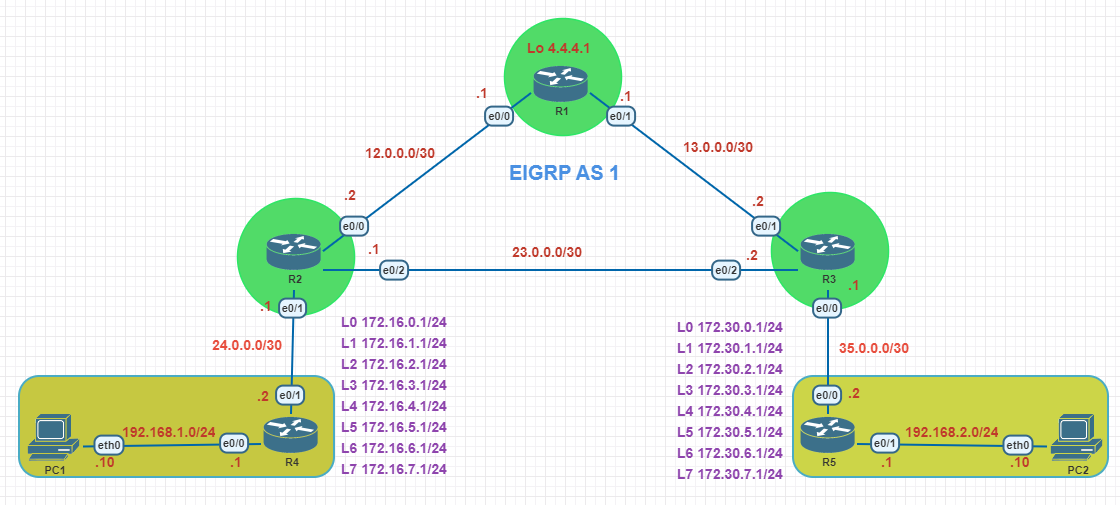 Lo 4.4.4.1
R1
.1
.1
e0/0
e0/1
12.0.0.0/30
13.0.0.0/30
EIGRP AS 1
.2
.2
e0/0
e0/1
R2
R3
.1
e0/2
23.0.0.0/30
e0/2
.2
.1
e0/1
.1
e0/0
24.0.0.0/30
35.0.0.0/30
L0 172.16.0.1/24
L1 172.16.1.1/24
L2 172.16.2.1/24
L3 172.16.3.1/24
L4 172.16.4.1/24
L5 172.16.5.1/24
L6 172.16.6.1/24
L7 172.16.7.1/24
L0 172.30.0.1/24
L1 172.30.1.1/24
L2 172.30.2.1/24
L3 172.30.3.1/24
L4 172.30.4.1/24
L5 172.30.5.1/24
L6 172.30.6.1/24
L7 172.30.7.1/24
.2
e0/1
PC1
eth0
.10
192.168.1.0/24
e0/0
.1
R4
e0/0
.2
R5
e0/1
.1
192.168.2.0/24
eth0
.10
PC2